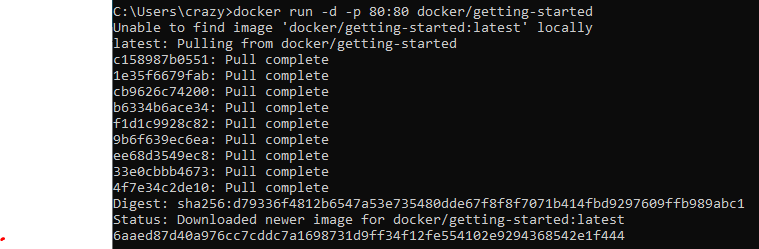 C:\Users\crazy>docker run -d -p 80:80 docker/getting-started
Unable to find image 'docker/getting-started:latest' locally
latest: Pulling from docker/getting-started
c158987b0551: Pull complete
1e35f6679fab: Pull complete
cb9626c74200: Pull complete
b6334b6ace34: Pull complete
f1d1c9928c82: Pull complete
9b6f639ec6ea: Pull complete
ee68d3549ec8: Pull complete
33e0cbbb4673: Pull complete
4f7e34c2de10: Pull complete
Digest: sha256:d79336f4812b6547a53e735480dde67f8f8f7071b414fbd9297609ffb989abc1
Status: Downloaded newer image for docker/getting-started:latest
6aaed87d40a976cc7cddc7a1698731d9ff34f12fe554102e9294368542e1f444